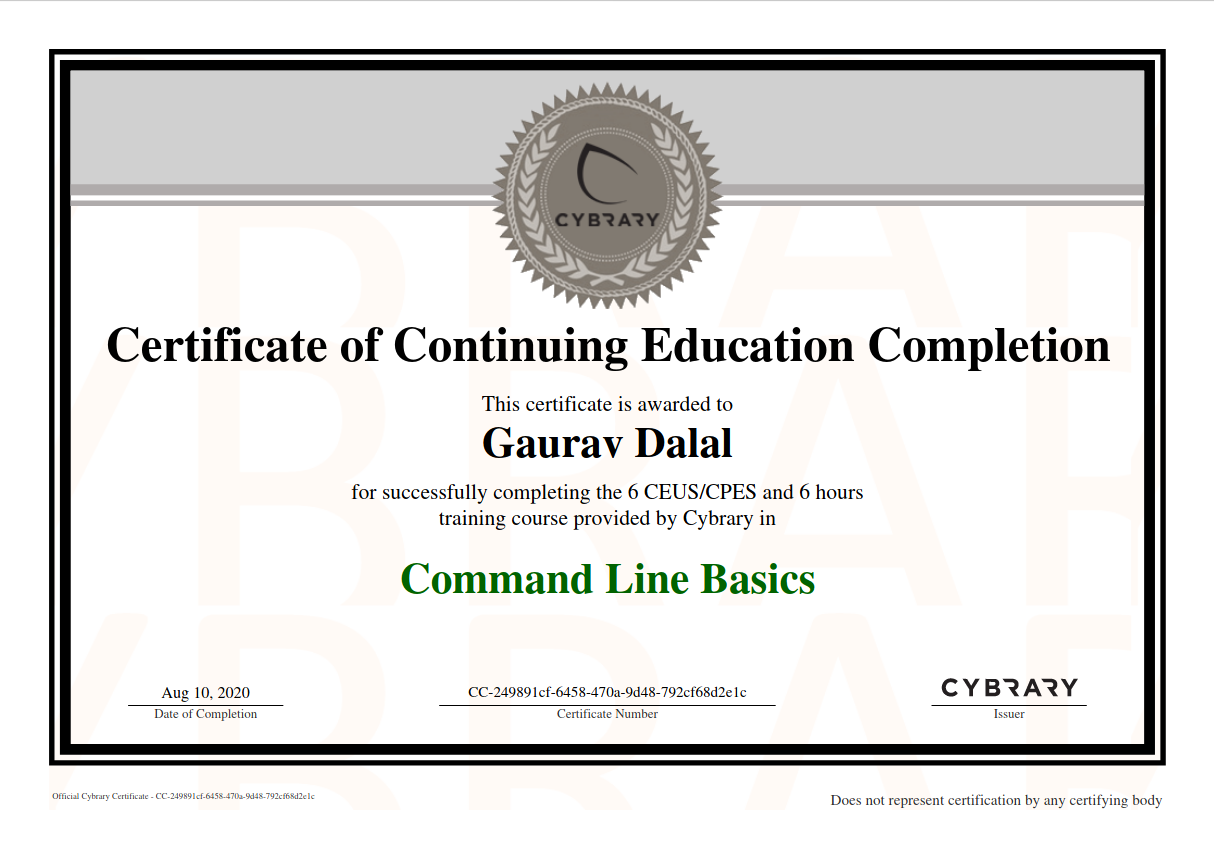 CYBRARY
Certificate of Continuing Education Completion
This certificate is awarded to
Gaurav Dalal
for successfully completing the 6 CEUS/CPES and 6 hours
training course provided by Cybrary in
Command Line Basics
Aug 10, 2020
Date of Completion
CC-249891cf-6458-470a-9d48-792cf68d2e1c
Certificate Number
CYBRARY
Issuer
Official Cybrary Certificate - CC-249891cf-6458-470a-9d48-792cf68d2e1c
Does not represent certification by any certifying body